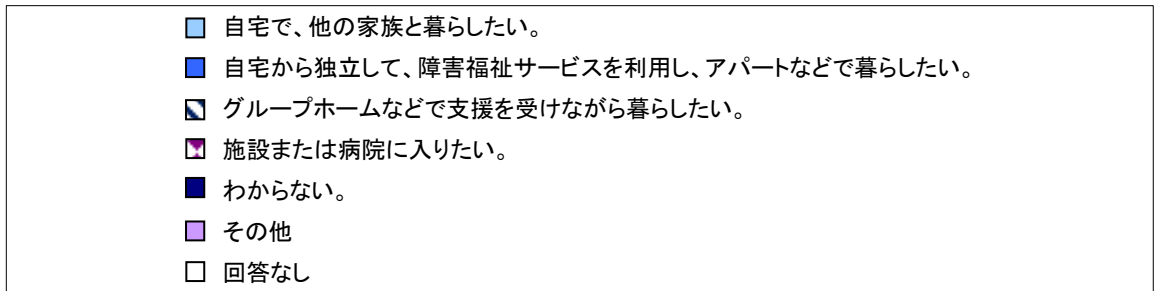 自宅で、他の家族と暮らしたい。
自宅から独立して、障害福祉サービスを利用し、アパートなどで暮らしたい。
グループホームなどで支援を受けながら暮らしたい。
施設または病院に入りたい。
わからない。
その他
回答なし